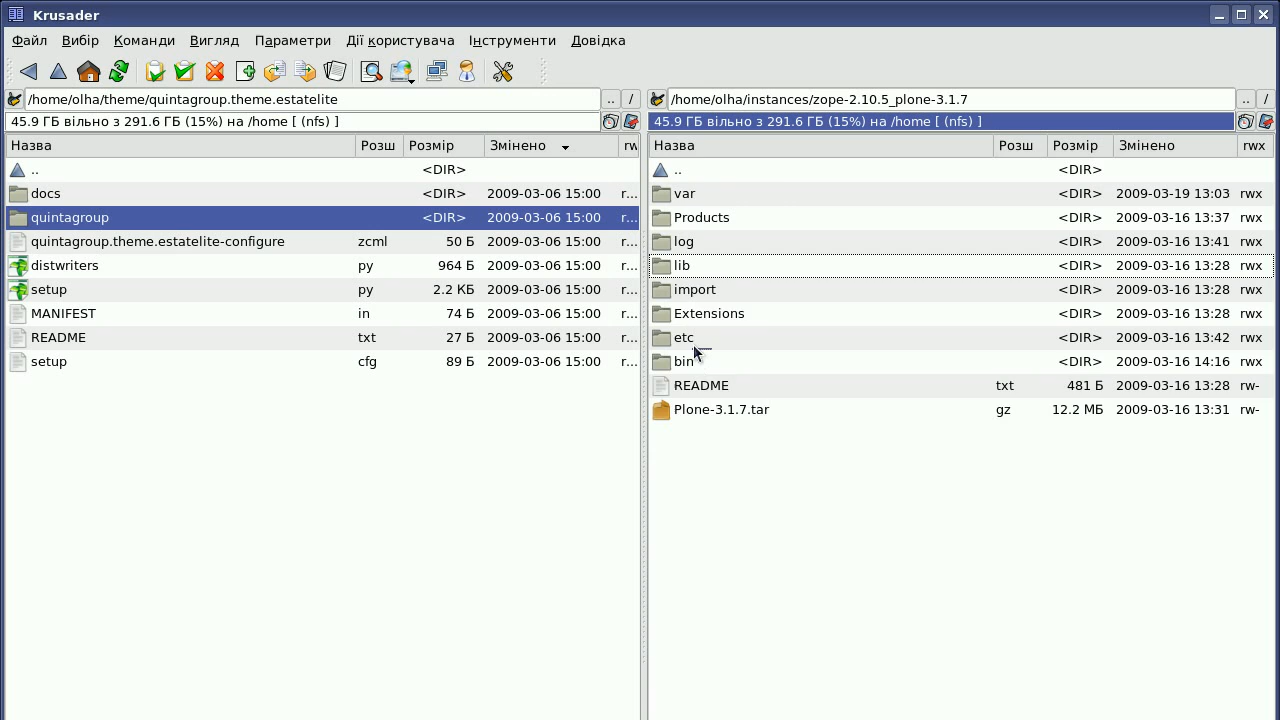 Krusader
Файл Вибір Команди Вигляд Параметри Дії користувача Інструменти Довідка
/home/olha/theme/quintagroup.theme.estatelite .. /
45.9 ГБ вільно з 291.6 ГБ (15%) на /home [ (nfs) ]
Назва Розш Розмір Змінено rw
.. <DIR>
docs <DIR> 2009-03-06 15:00 r...
quintagroup <DIR> 2009-03-06 15:00 r...
quintagroup.theme.estatelite-configure zcml 50 Б 2009-03-06 15:00 r...
distwriters py 964 Б 2009-03-06 15:00 r...
setup py 2.2 КБ 2009-03-06 15:00 r...
MANIFEST in 74 Б 2009-03-06 15:00 r...
README txt 27 Б 2009-03-06 15:00 r...
setup cfg 89 Б 2009-03-06 15:00 r...
/home/olha/instances/zope-2.10.5_plone-3.1.7 .. /
45.9 ГБ вільно з 291.6 ГБ (15%) на /home [ (nfs) ]
Назва Розш Розмір Змінено rwx
.. <DIR>
var <DIR> 2009-03-19 13:03 rwx
Products <DIR> 2009-03-16 13:37 rwx
log <DIR> 2009-03-16 13:41 rwx
lib <DIR> 2009-03-16 13:28 rwx
import <DIR> 2009-03-16 13:28 rwx
Extensions <DIR> 2009-03-16 13:28 rwx
etc <DIR> 2009-03-16 13:42 rwx
bin <DIR> 2009-03-16 14:16 rwx
README txt 481 Б 2009-03-16 13:28 rw-
Plone-3.1.7.tar gz 12.2 МБ 2009-03-16 13:31 rw-